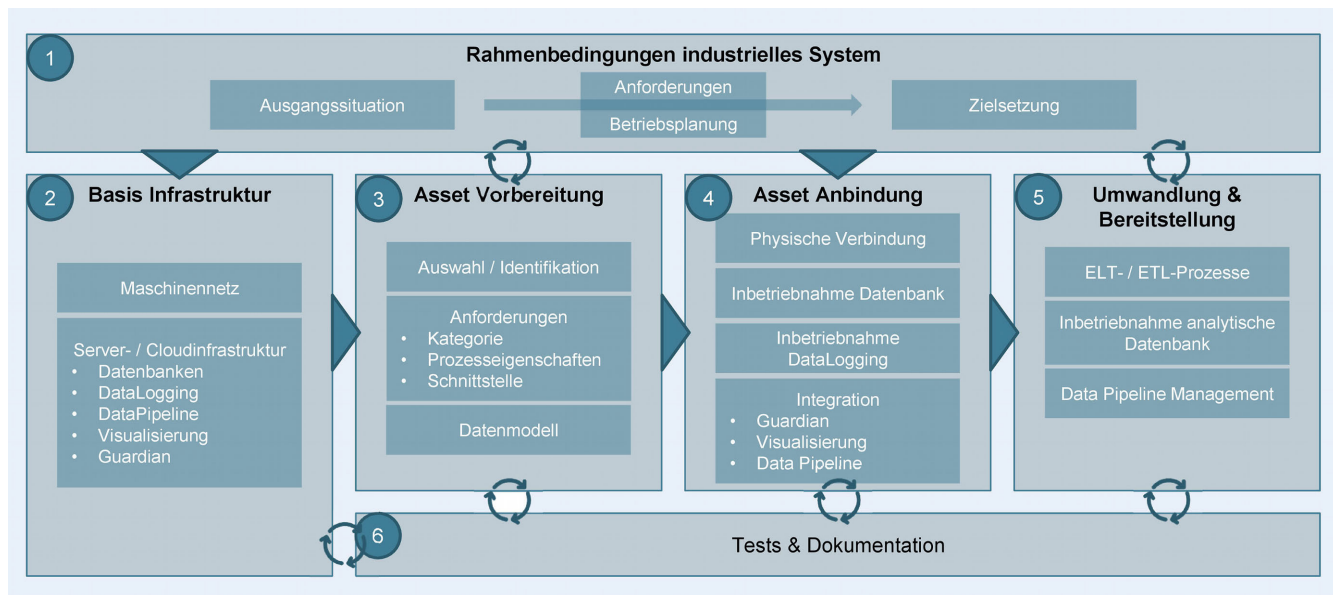 1
Rahmenbedingungen industrielles System
Ausgangssituation
Anforderungen
Betriebsplanung
Zielsetzung
2
Basis Infrastruktur
Maschinennetz
Server- / Cloudinfrastruktur
• Datenbanken
• DataLogging
• DataPipeline
• Visualisierung
• Guardian
3
Asset Vorbereitung
Auswahl / Identifikation
Anforderungen
• Kategorie
• Prozesseigenschaften
• Schnittstelle
Datenmodell
4
Asset Anbindung
Physische Verbindung
Inbetriebnahme Datenbank
Inbetriebnahme
DataLogging
Integration
• Guardian
• Visualisierung
• Data Pipeline
5
Umwandlung &
Bereitstellung
ELT- / ETL-Prozesse
Inbetriebnahme analytische
Datenbank
Data Pipeline Management
6
Tests & Dokumentation